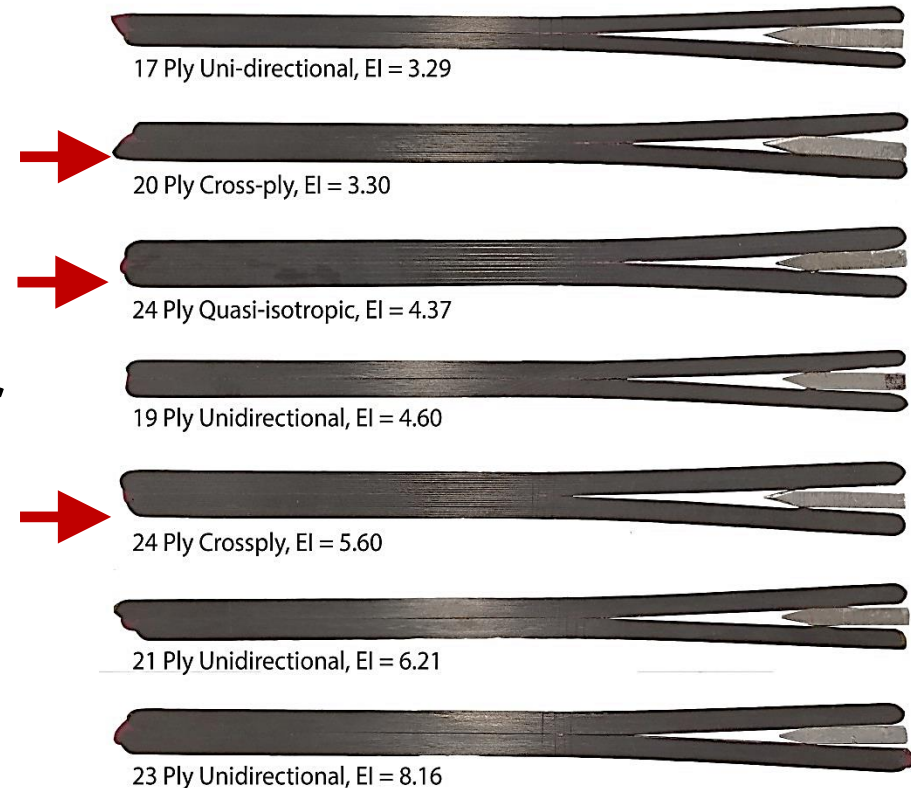 17 Ply Uni-directional, EI = 3.29
20 Ply Cross-ply, EI = 3.30
24 Ply Quasi-isotropic, EI = 4.37
19 Ply Unidirectional, EI = 4.60
24 Ply Crossply, EI = 5.60
21 Ply Unidirectional, EI = 6.21
23 Ply Unidirectional, EI = 8.16